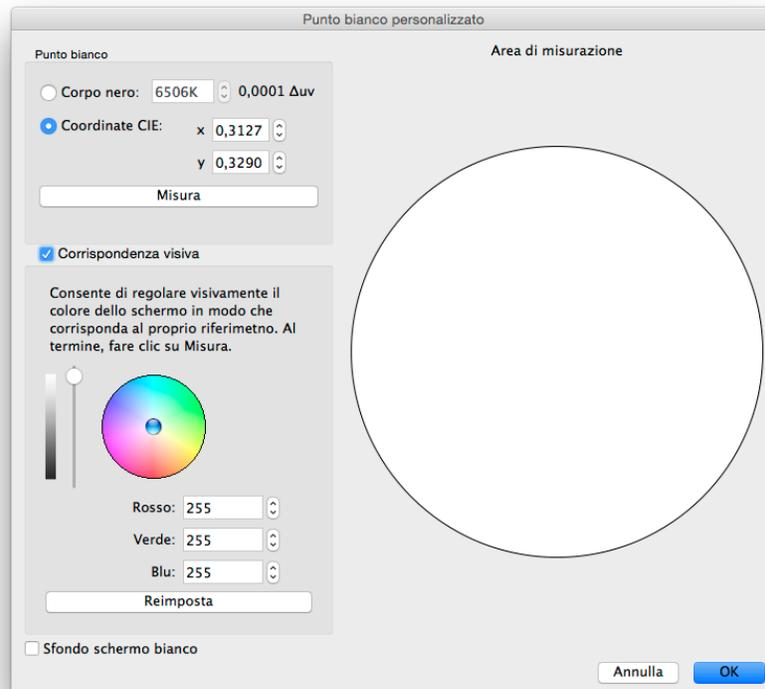 Punto bianco personalizzato
Punto bianco
Corpo nero: 6506K 0,0001 Δuv
Coordinate CIE: x 0,3127
y 0,3290
Misura
Corrispondenza visiva
Consente di regolare visivamente il
colore dello schermo in modo che
corrisponda al proprio riferimetno. Al
termine, fare clic su Misura.
Rosso: 255
Verde: 255
Blu: 255
Reimposta
Sfondo schermo bianco
Area di misurazione
Annulla OK